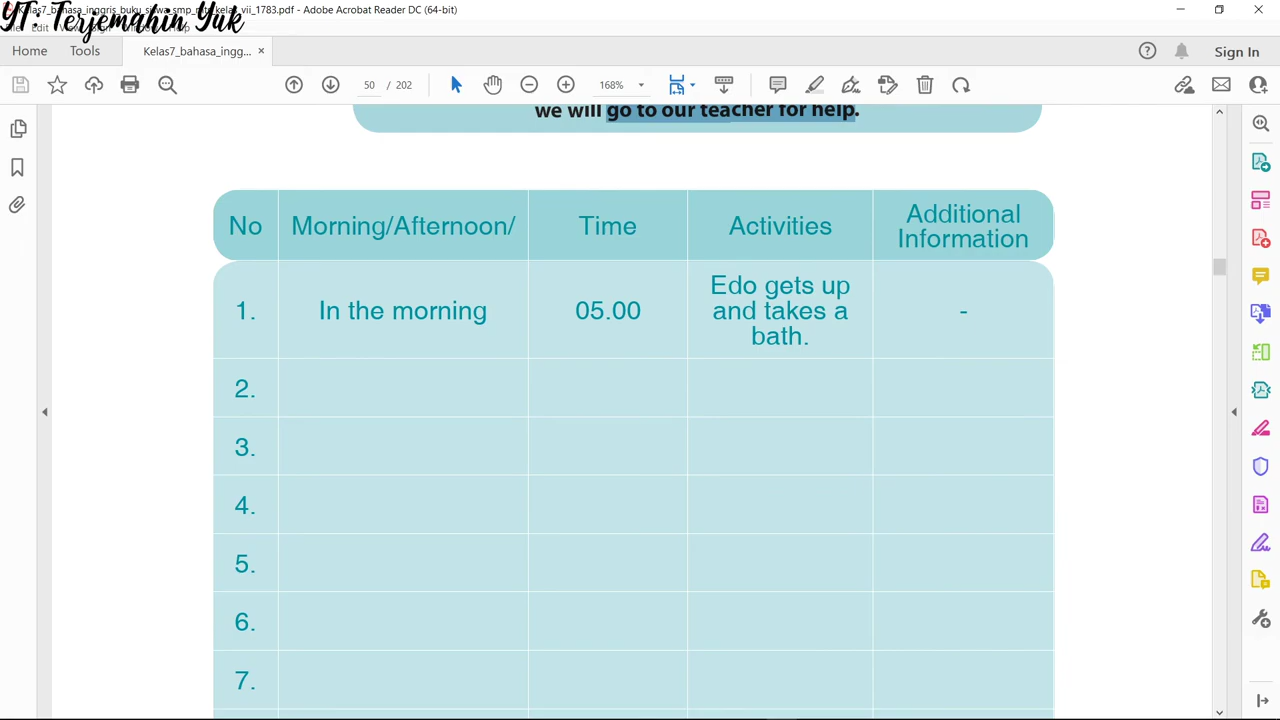 YT: Terjemahin Yuk
Kelas7_bahasa_inggris_buku_siswa_smp_mts_kelas_vii_1783.pdf - Adobe Acrobat Reader DC (64-bit)
Home Tools Kelas7_bahasa_ingg... × Sign In
50 / 202 168%
we will go to our teacher for help.
No Morning/Afternoon/ Time Activities Additional Information
1. In the morning 05.00 Edo gets up and takes a bath. -
2.
3.
4.
5.
6.
7.